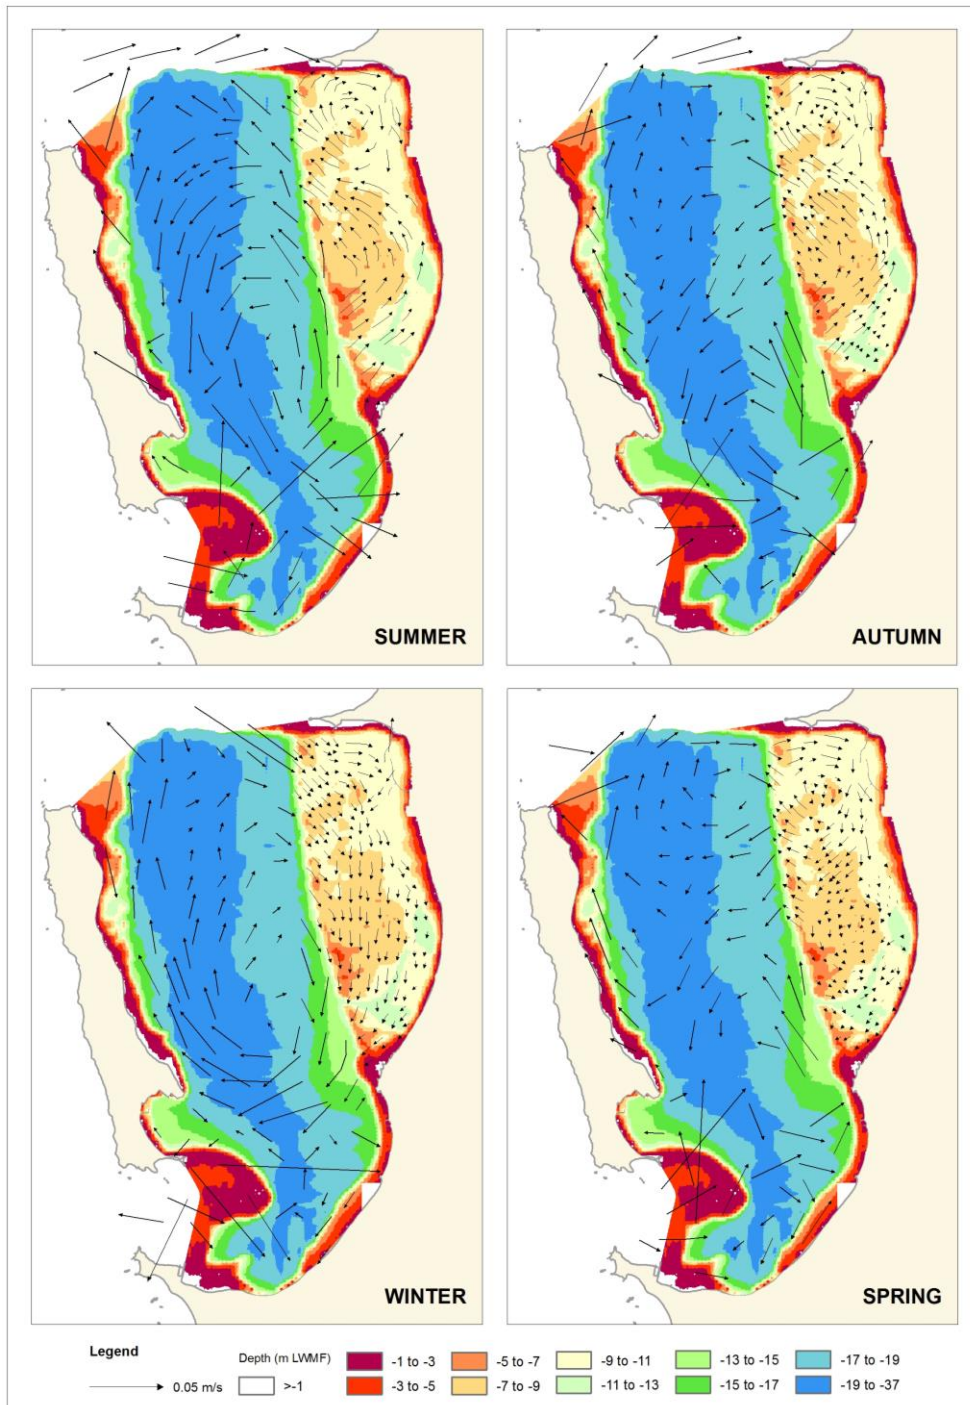 SUMMER
AUTUMN
WINTER
SPRING
Legend
0.05 m/s
Depth (m LWMF)
>-1
-1 to -3
-3 to -5
-5 to -7
-7 to -9
-9 to -11
-11 to -13
-13 to -15
-15 to -17
-17 to -19
-19 to -37